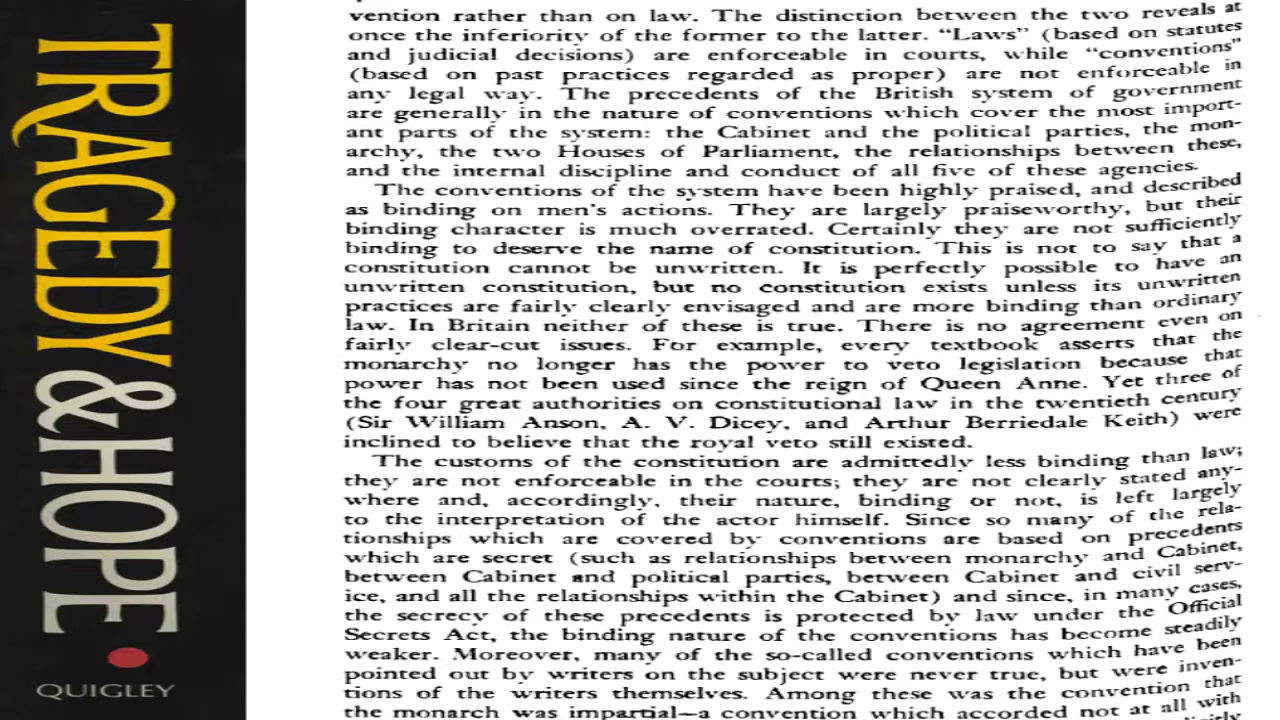 TRAGEDY & HOPE
QUIGLEY
vention rather than on law. The distinction between the two reveals at
once the inferiority of the former to the latter. “Laws” (based on statutes
and judicial decisions) are enforceable in courts, while “conventions”
(based on past practices regarded as proper) are not enforceable in
any legal way. The precedents of the British system of government
are generally in the nature of conventions which cover the most import-
ant parts of the system: the Cabinet and the political parties, the mon-
archy, the two Houses of Parliament, the relationships between these,
and the internal discipline and conduct of all five of these agencies.
The conventions of the system have been highly praised, and described
as binding on men’s actions. They are largely praiseworthy, but their
binding character is much overrated. Certainly they are not sufficiently
binding to deserve the name of constitution. This is not to say that a
constitution cannot be unwritten. It is perfectly possible to have an
unwritten constitution, but no constitution exists unless its unwritten
practices are fairly clearly envisaged and are more binding than ordinary
law. In Britain neither of these is true. There is no agreement even on
fairly clear-cut issues. For example, every textbook asserts that the
monarchy no longer has the power to veto legislation because that
power has not been used since the reign of Queen Anne. Yet three of
the four great authorities on constitutional law in the twentieth century
(Sir William Anson, A. V. Dicey, and Arthur Berriedale Keith) were
inclined to believe that the royal veto still existed.
The customs of the constitution are admittedly less binding than law;
they are not enforceable in the courts; they are not clearly stated any-
where and, accordingly, their nature, binding or not, is left largely
to the interpretation of the actor himself. Since so many of the rela-
tionships which are covered by conventions are based on precedents
which are secret (such as relationships between monarchy and Cabinet,
between Cabinet and political parties, between Cabinet and civil serv-
ice, and all the relationships within the Cabinet) and since, in many cases,
the secrecy of these precedents is protected by law under the Official
Secrets Act, the binding nature of the conventions has become steadily
weaker. Moreover, many of the so-called conventions which have been
pointed out by writers on the subject were never true, but were inven-
tions of the writers themselves. Among these was the convention that
the monarch was impartial—a convention which accorded not at all with